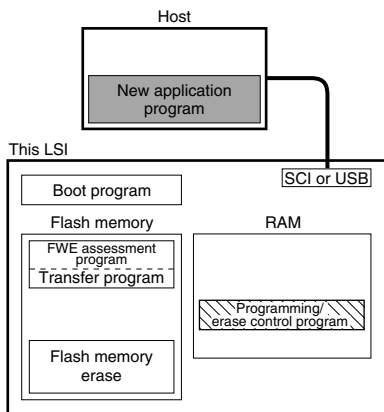 Host
New application
program
This LSI
SCI or USB
Boot program
Flash memory
RAM
FWE assessment
program
Transfer program
Programming/
erase control program
Flash memory
erase